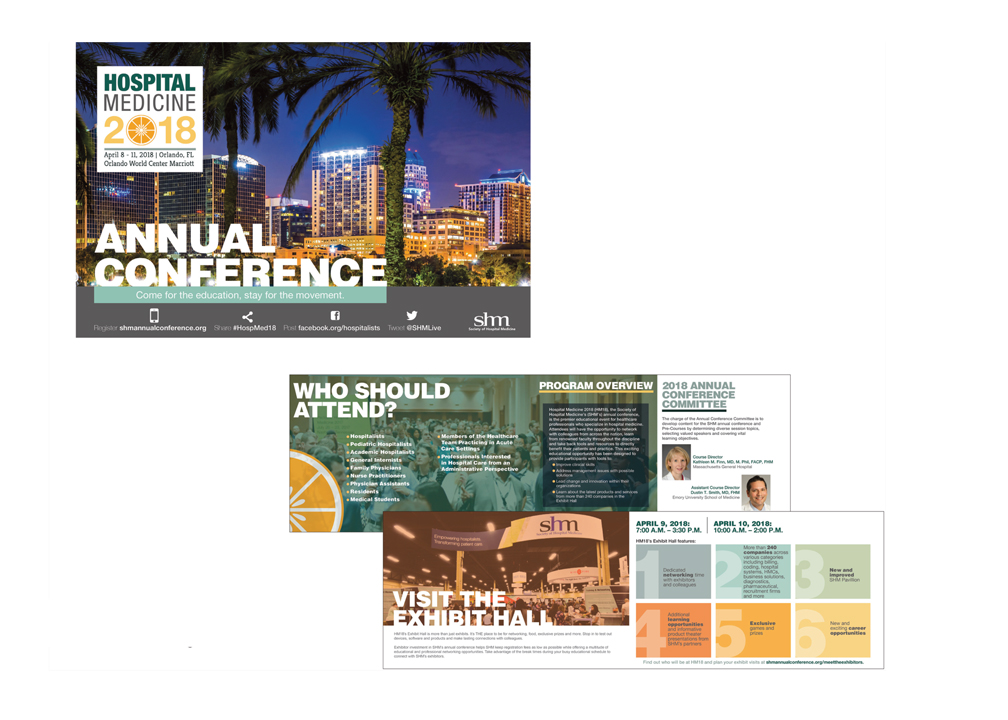 HOSPITAL
MEDICINE
2018
April 8 - 11, 2018 | Orlando, FL
Orlando World Center Marriott
ANNUAL
CONFERENCE
Come for the education, stay for the movement.
Register shmannualconference.org Share #HospMed18 Post facebook.org/hospitalists Tweet @SHMLive
shm
Society of Hospital Medicine
WHO SHOULD
ATTEND?
Hospitalists
Pediatric Hospitalists
Academic Hospitalists
General Internists
Family Physicians
Nurse Practitioners
Physician Assistants
Residents
Medical Students
Members of the Healthcare
Team Practicing in Acute
Care Settings
Professionals Interested
in Hospital Care from an
Administrative Perspective
PROGRAM OVERVIEW
Hospital Medicine 2018 (HM18), the Society of
Hospital Medicine's (SHM's) annual conference,
is the premier educational event for healthcare
professionals who specialize in hospital medicine.
Attendees will have the opportunity to network
with colleagues from across the nation, learn
from renowned faculty throughout the discipline
and take back tools and resources to directly
benefit their patients and practice. This exciting
educational opportunity has been designed to
provide participants with tools to:
Improve clinical skills
Address management issues with possible
solutions
Lead change and innovation within their
organizations
Learn about the latest products and services
from more than 240 companies in the
Exhibit Hall
2018 ANNUAL
CONFERENCE
COMMITTEE
The charge of the Annual Conference Committee is to
develop content for the SHM annual conference and
Pre-Courses by determining diverse session topics,
selecting valued speakers and covering vital
learning objectives.
Course Director
Kathleen M. Finn, MD, M. Phil, FACP, FHM
Massachusetts General Hospital
Assistant Course Director
Dustin T. Smith, MD, FHM
Emory University School of Medicine
Empowering hospitalists.
Transforming patient care.
shm
Society of Hospital Medicine
VISIT THE
EXHIBIT HALL
HM18's Exhibit Hall is more than just exhibits. It's THE place to be for networking, food, exclusive prizes and more. Stop in to test out
devices, software and products and make lasting connections with colleagues.
Exhibitors investment in SHM's annual conference helps SHM keep registration fees as low as possible while offering a multitude of
educational and professional networking opportunities. Take advantage of the break times during your busy educational schedule to
connect with SHM's exhibitors.
APRIL 9, 2018:
7:00 A.M. – 3:30 P.M.
APRIL 10, 2018:
10:00 A.M. – 2:00 P.M.
HM18's Exhibit Hall features:
1
Dedicated
networking time
with exhibitors
and colleagues
2
More than 240
companies across
various categories
including billing,
coding, hospital
systems, HMCs,
business solutions,
diagnostics,
pharmaceutical,
recruitment firms
and more
3
New and
improved
SHM Pavilion
4
Additional
learning
opportunities
and informative
product theater
presentations from
SHM's partners
5
Exclusive
games and
prizes
6
New and
exciting career
opportunities
Find out who will be at HM18 and plan your exhibit visits at shmannualconference.org/meettheexhibitors.